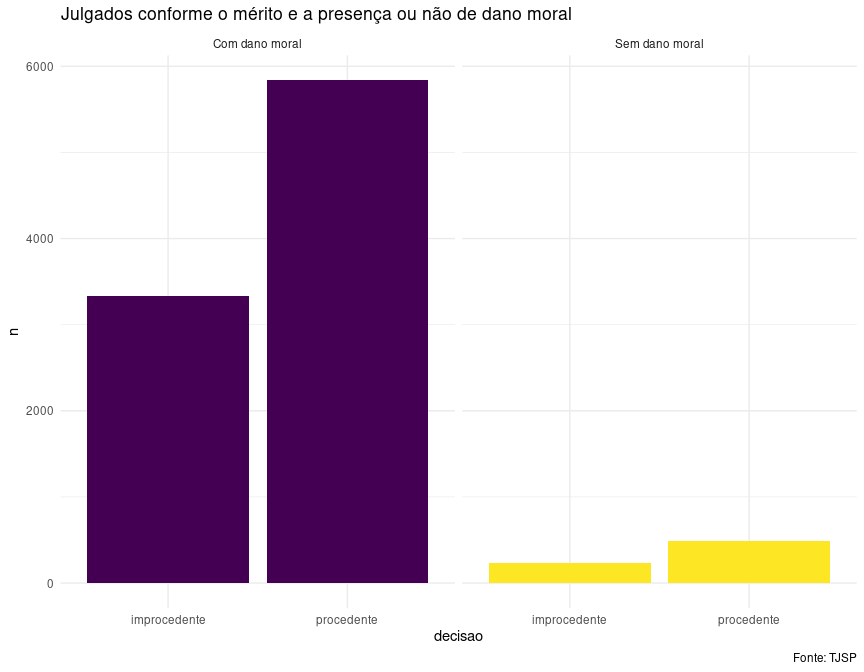 Julgados conforme o mérito e a presença ou não de dano moral
Com dano moral
Sem dano moral
6000
4000
2000
0
n
improcedente
procedente
improcedente
procedente
decisao
Fonte: TJSP